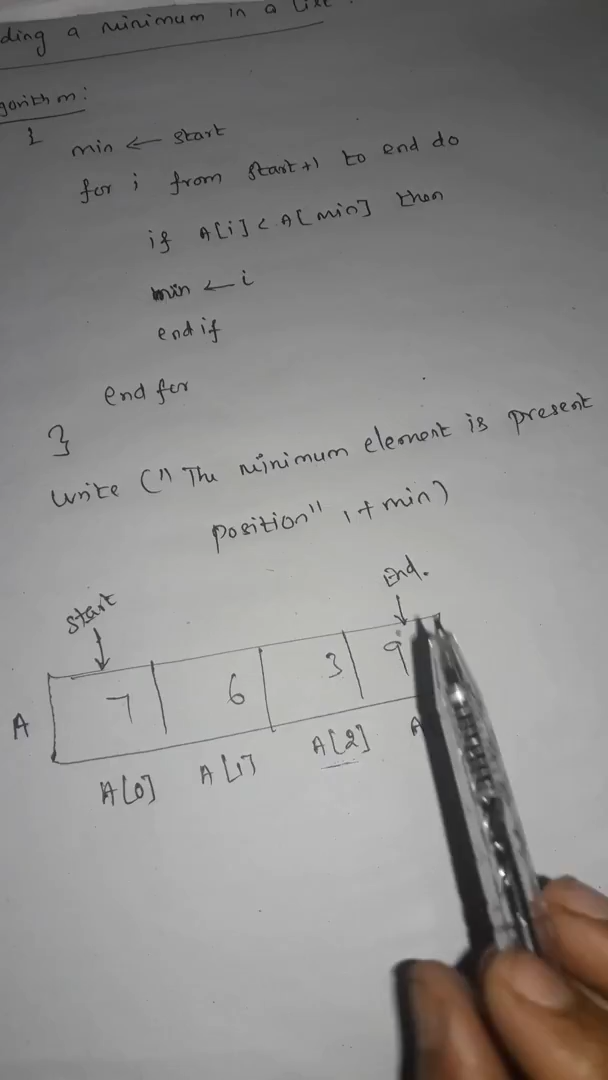 ding a minimum in a
gorithm:
{
min ← start
for i from start+1 to end do
if A[i] < A[min] then
min ← i
end if
end for
}
write (" The minimum element is present
position" , + min)
start
End.
A
7 6 3 9
A[0] A[1] A[2] A